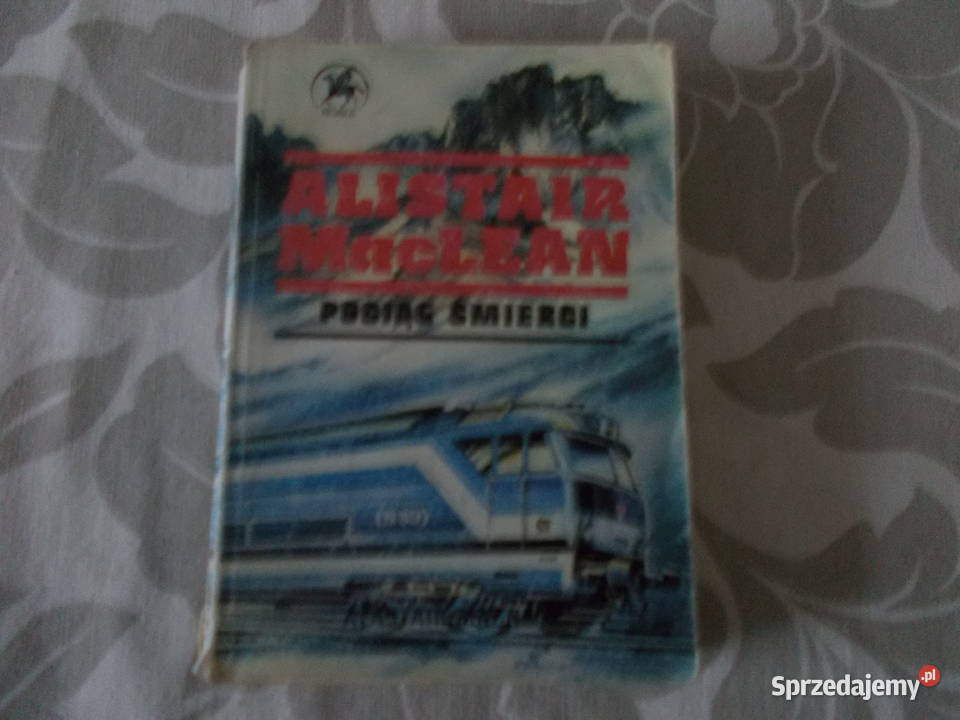 ALISTAIR
MacLEAN
POCIĄG ŚMIERCI
Sprzedajemy.pl